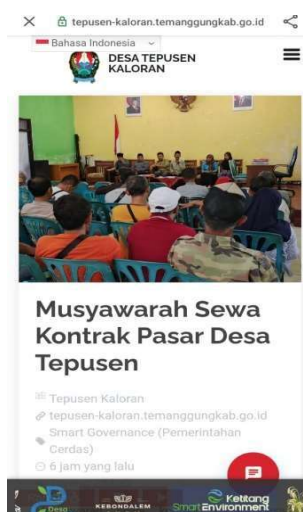 tepusen-kaloran.temanggungkab.go.id
Bahasa Indonesia
DESA TEPUSEN
KALORAN
Musyawarah Sewa
Kontrak Pasar Desa
Tepusen
Tepusen Kaloran
tepusen-kaloran.temanggungkab.go.id
Smart Governance (Pemerintahan
Cerdas)
6 jam yang lalu
Desa
KEBONDALEM
Ketitang
Smart Environment